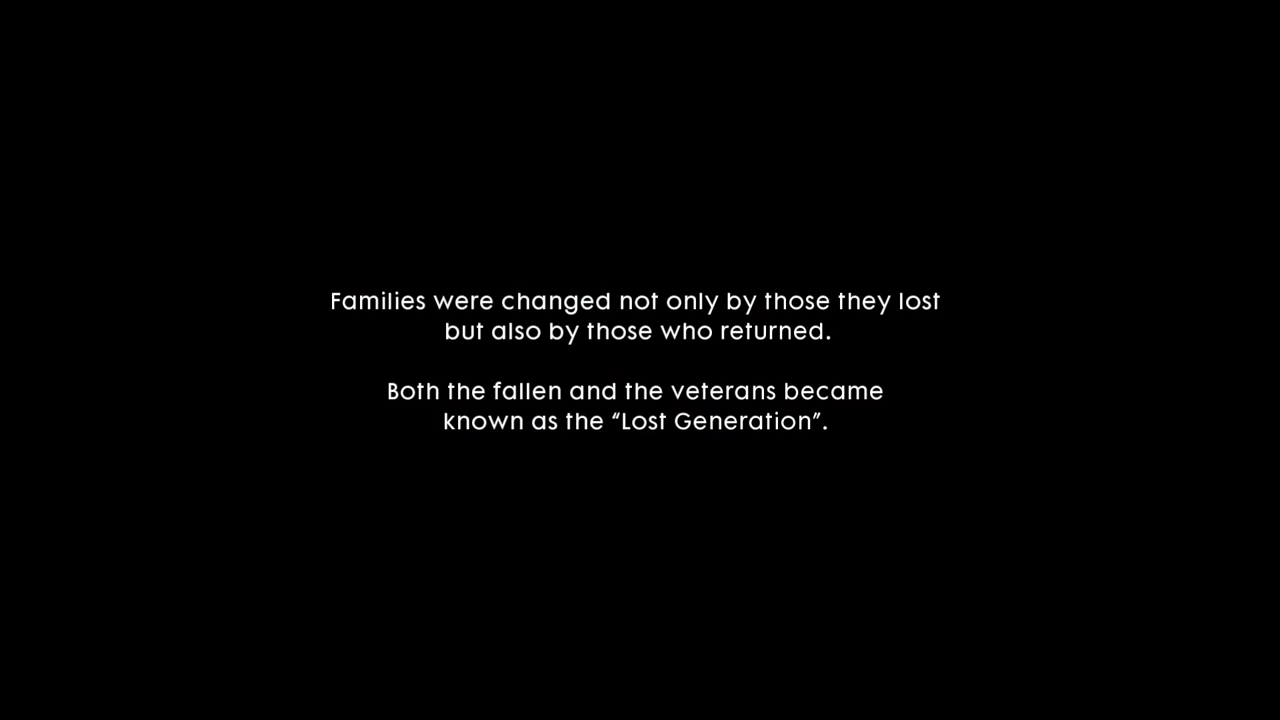 Families were changed not only by those they lost
but also by those who returned.
Both the fallen and the veterans became
known as the “Lost Generation”.